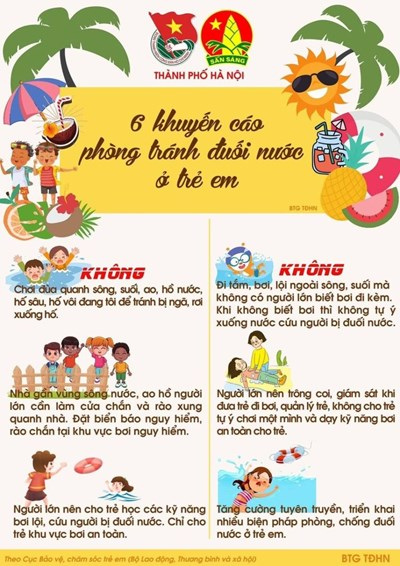 SẴN SÀNG
THÀNH PHỐ HÀ NỘI
6 khuyến cáo
phòng tránh đuối nước
ở trẻ em
BTG TĐHN
KHÔNG
Chơi đùa quanh sông, suối, ao, hồ nước,
hố sâu, hố vôi đang tôi để tránh bị ngã, rơi
xuống hố.
KHÔNG
Đi tắm, bơi, lội ngoài sông, suối mà
không có người lớn biết bơi đi kèm.
Khi không biết bơi thì không tự ý
xuống nước cứu người bị đuối nước.
Nhà gần vùng sông nước, ao hồ người
lớn cần làm cửa chắn và rào xung
quanh nhà. Đặt biển báo nguy hiểm,
rào chắn tại khu vực bơi nguy hiểm.
Người lớn nên trông coi, giám sát khi
đưa trẻ đi bơi, quản lý trẻ, không cho trẻ
tự ý chơi một mình và dạy kỹ năng bơi
an toàn cho trẻ.
Người lớn nên cho trẻ học các kỹ năng
bơi lội, cứu người bị đuối nước. Chỉ cho
trẻ khu vực bơi an toàn.
Tăng cường tuyên truyền, triển khai
nhiều biện pháp phòng, chống đuối
nước ở trẻ em.
Theo Cục Bảo vệ, chăm sóc trẻ em (Bộ Lao động, Thương binh và xã hội)
BTG TĐHN